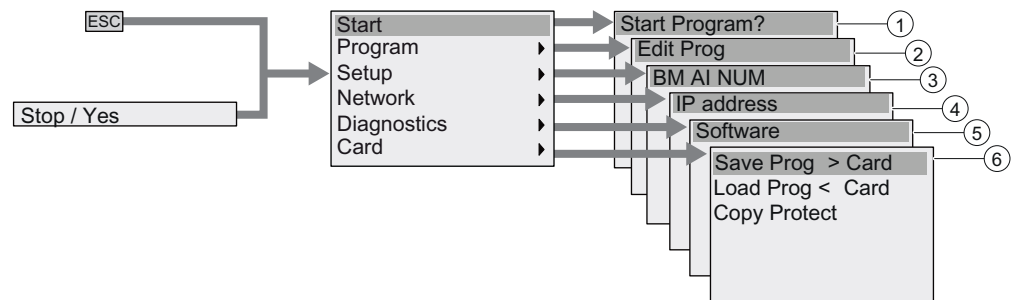 ESC
Stop / Yes
Start
Program
Setup
Network
Diagnostics
Card
Start Program?
1
Edit Prog
2
BM AI NUM
3
IP address
4
Software
5
Save Prog > Card
6
Load Prog < Card
Copy Protect